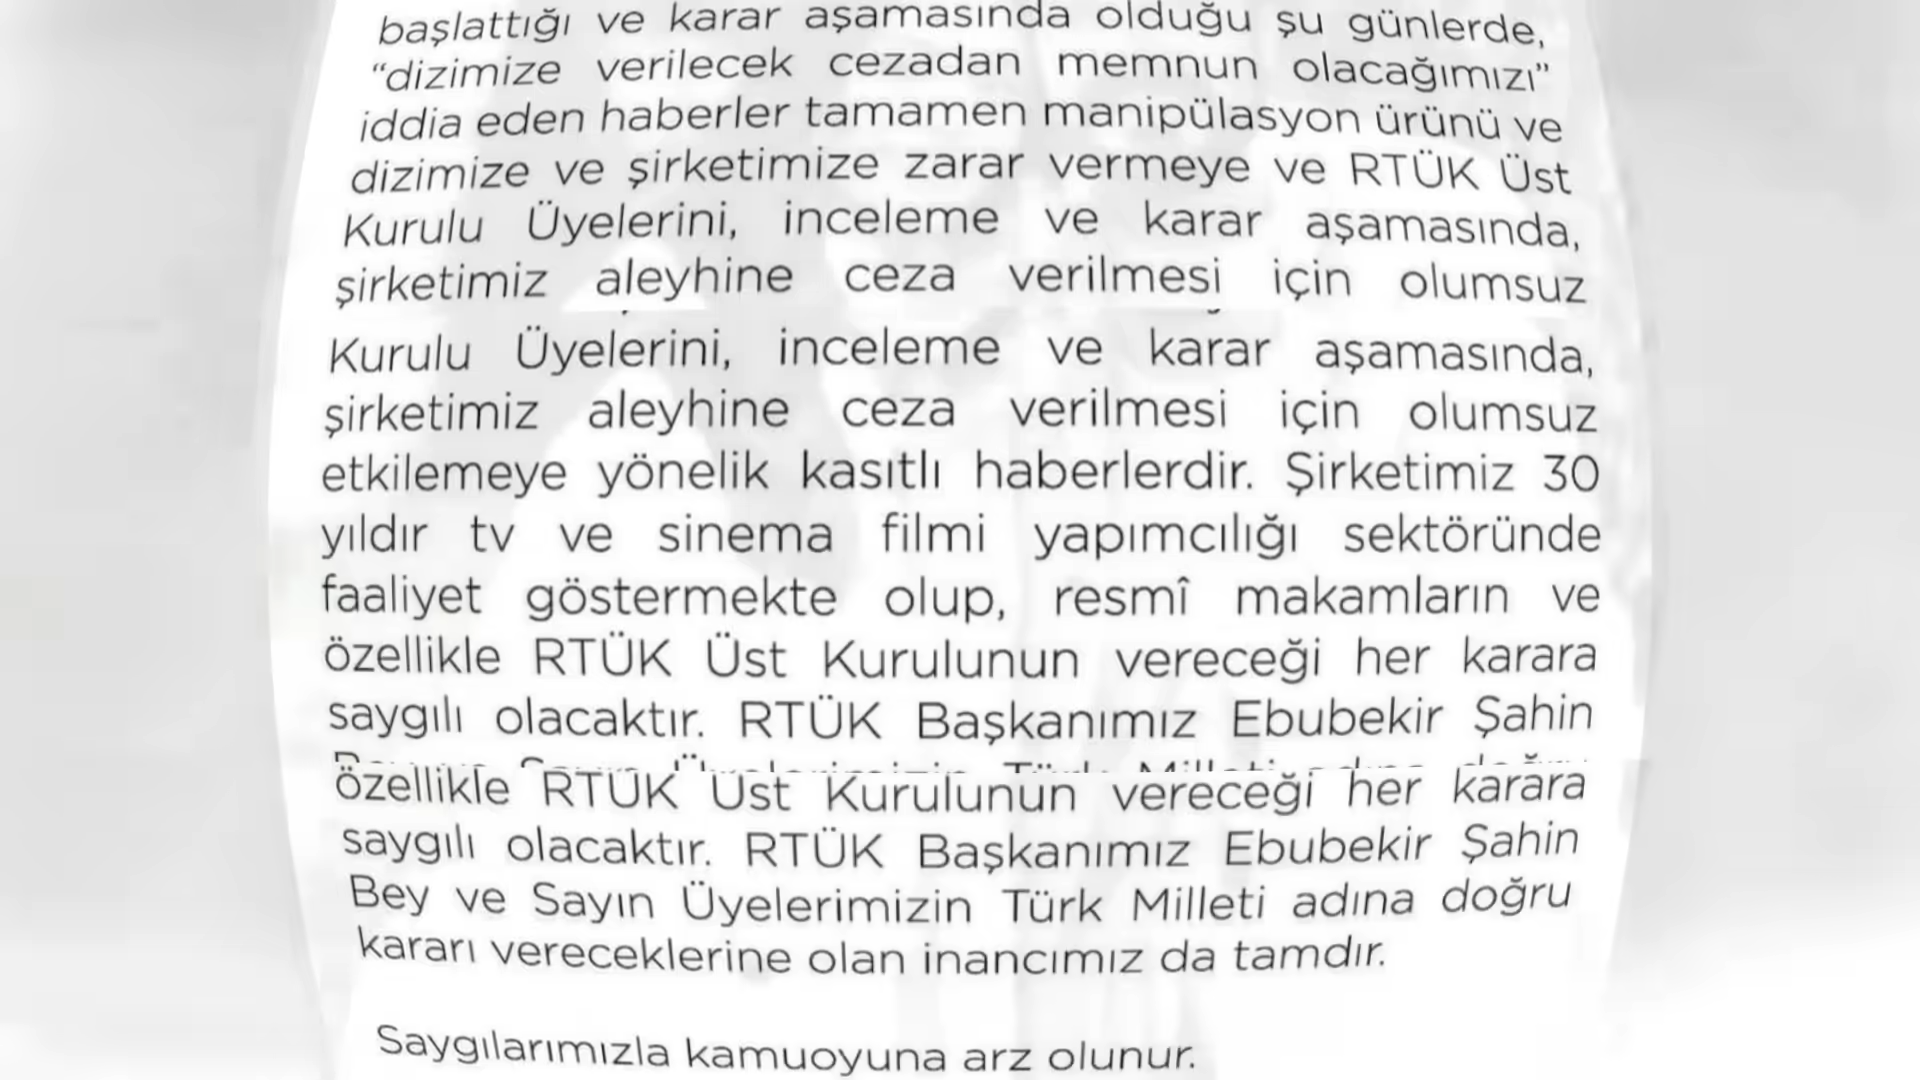 başlattığı ve karar aşamasında olduğu şu günlerde,
“dizimize verilecek cezadan memnun olacağımızı”
iddia eden haberler tamamen manipülasyon ürünü ve
dizimize ve şirketimize zarar vermeye ve RTÜK Üst
Kurulu Üyelerini, inceleme ve karar aşamasında,
şirketimiz aleyhine ceza verilmesi için olumsuz
Kurulu Üyelerini, inceleme ve karar aşamasında,
şirketimiz aleyhine ceza verilmesi için olumsuz
etkilemeye yönelik kasıtlı haberlerdir. Şirketimiz 30
yıldır tv ve sinema filmi yapımcılığı sektöründe
faaliyet göstermekte olup, resmî makamların ve
özellikle RTÜK Üst Kurulunun vereceği her karara
saygılı olacaktır. RTÜK Başkanımız Ebubekir Şahin
özellikle RTÜK Üst Kurulunun vereceği her karara
saygılı olacaktır. RTÜK Başkanımız Ebubekir Şahin
Bey ve Sayın Üyelerimizin Türk Milleti adına doğru
kararı vereceklerine olan inancımız da tamdır.
Saygılarımızla kamuoyuna arz olunur.